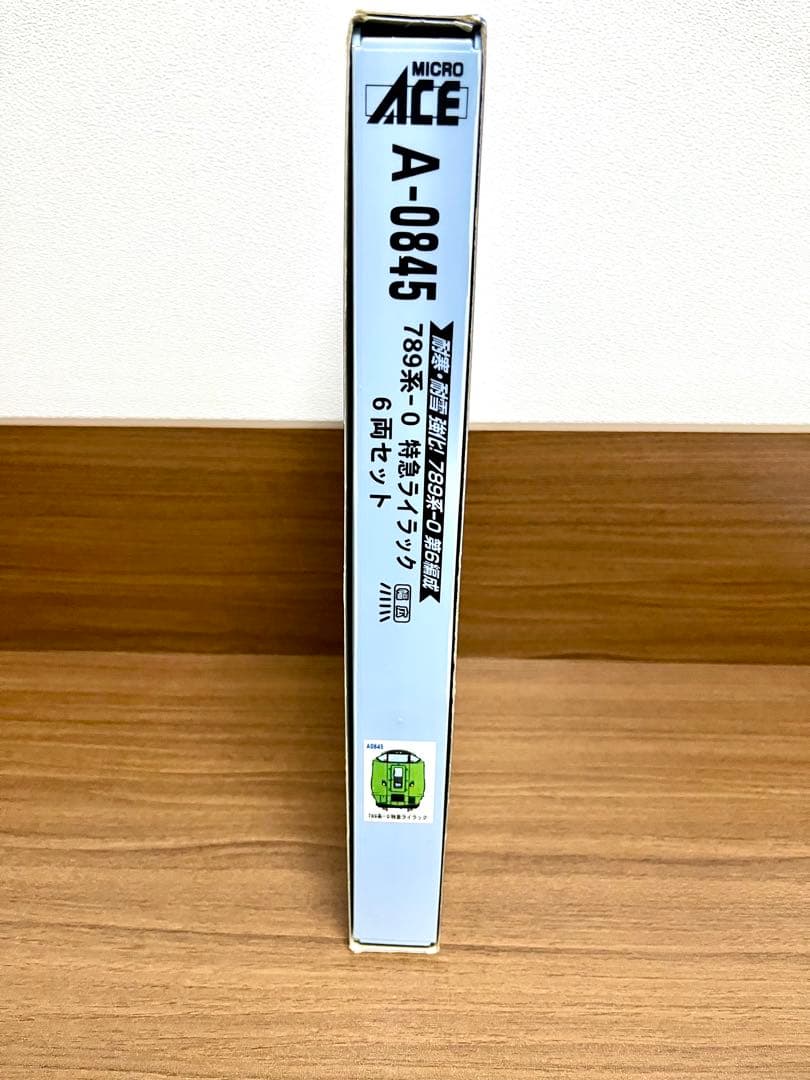 MICRO
ACE
A-0845
耐寒・耐雪 強化! 789系-0 第6編成
789系-0 特急ライラック
6両セット
幅広
A0845
789系-0特急ライラック